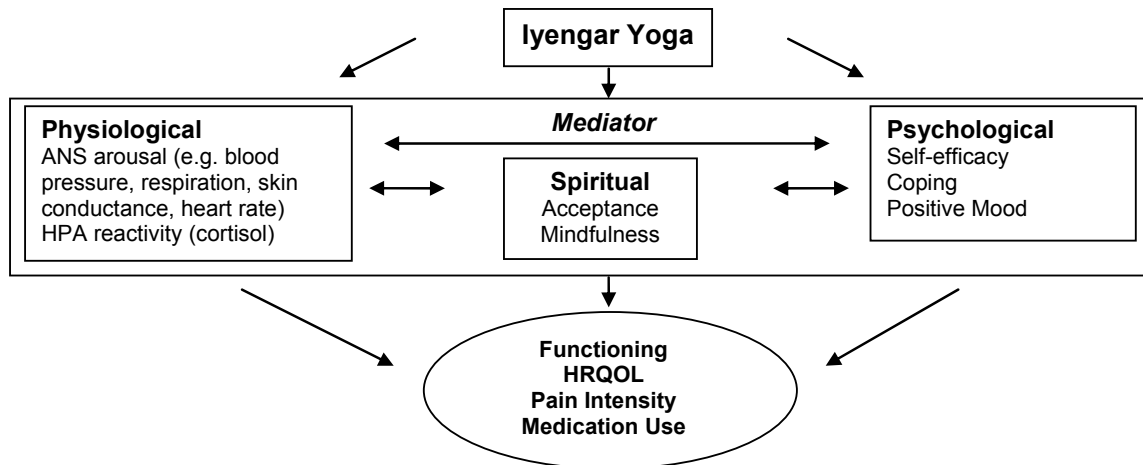 Iyengar Yoga
Mediator
Physiological
ANS arousal (e.g. blood
pressure, respiration, skin
conductance, heart rate)
HPA reactivity (cortisol)
Spiritual
Acceptance
Mindfulness
Psychological
Self-efficacy
Coping
Positive Mood
Functioning
HRQOL
Pain Intensity
Medication Use